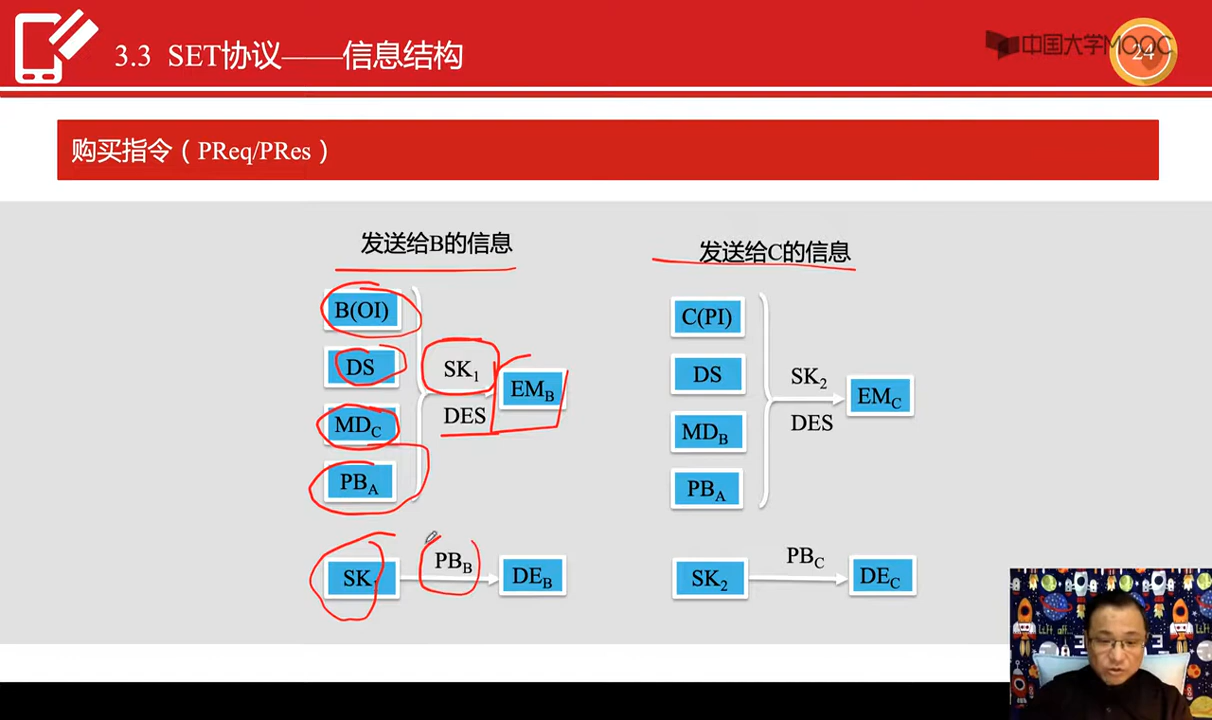 3.3 SET协议——信息结构
中国大学MOOC
24
购买指令（PReq/PRes）
发送给B的信息
B(OI)
DS
MD_C
PB_A
SK₁
DES
EM_B
SK
PB_B
DE_B
发送给C的信息
C(PI)
DS
MD_B
PB_A
SK₂
DES
EM_C
SK₂
PB_C
DE_C